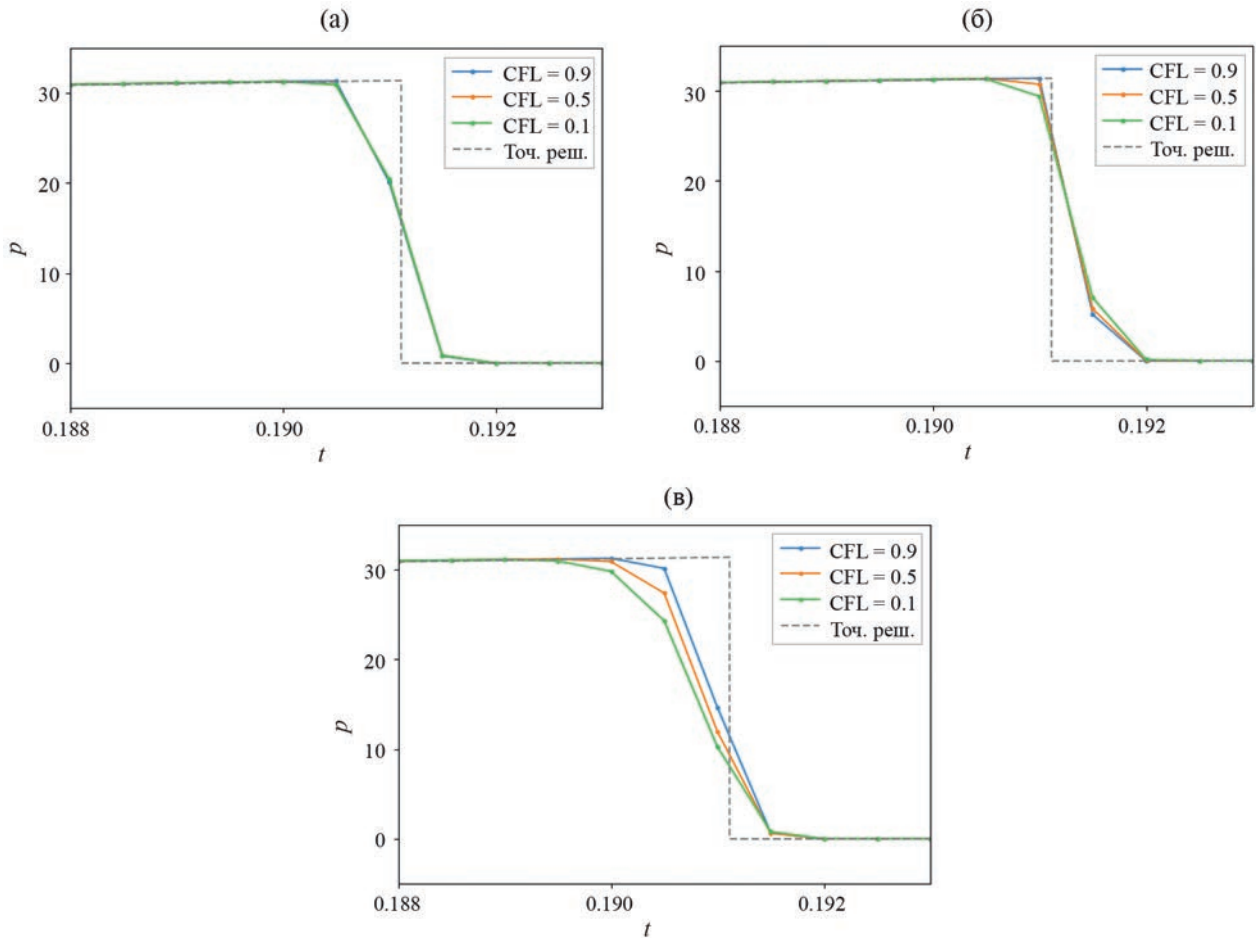 (а)
CFL = 0.9
CFL = 0.5
CFL = 0.1
Точ. реш.
30
20
10
0
p
0.188
0.190
0.192
t
(б)
CFL = 0.9
CFL = 0.5
CFL = 0.1
Точ. реш.
30
20
10
0
p
0.188
0.190
0.192
t
(в)
CFL = 0.9
CFL = 0.5
CFL = 0.1
Точ. реш.
30
20
10
0
p
0.188
0.190
0.192
t